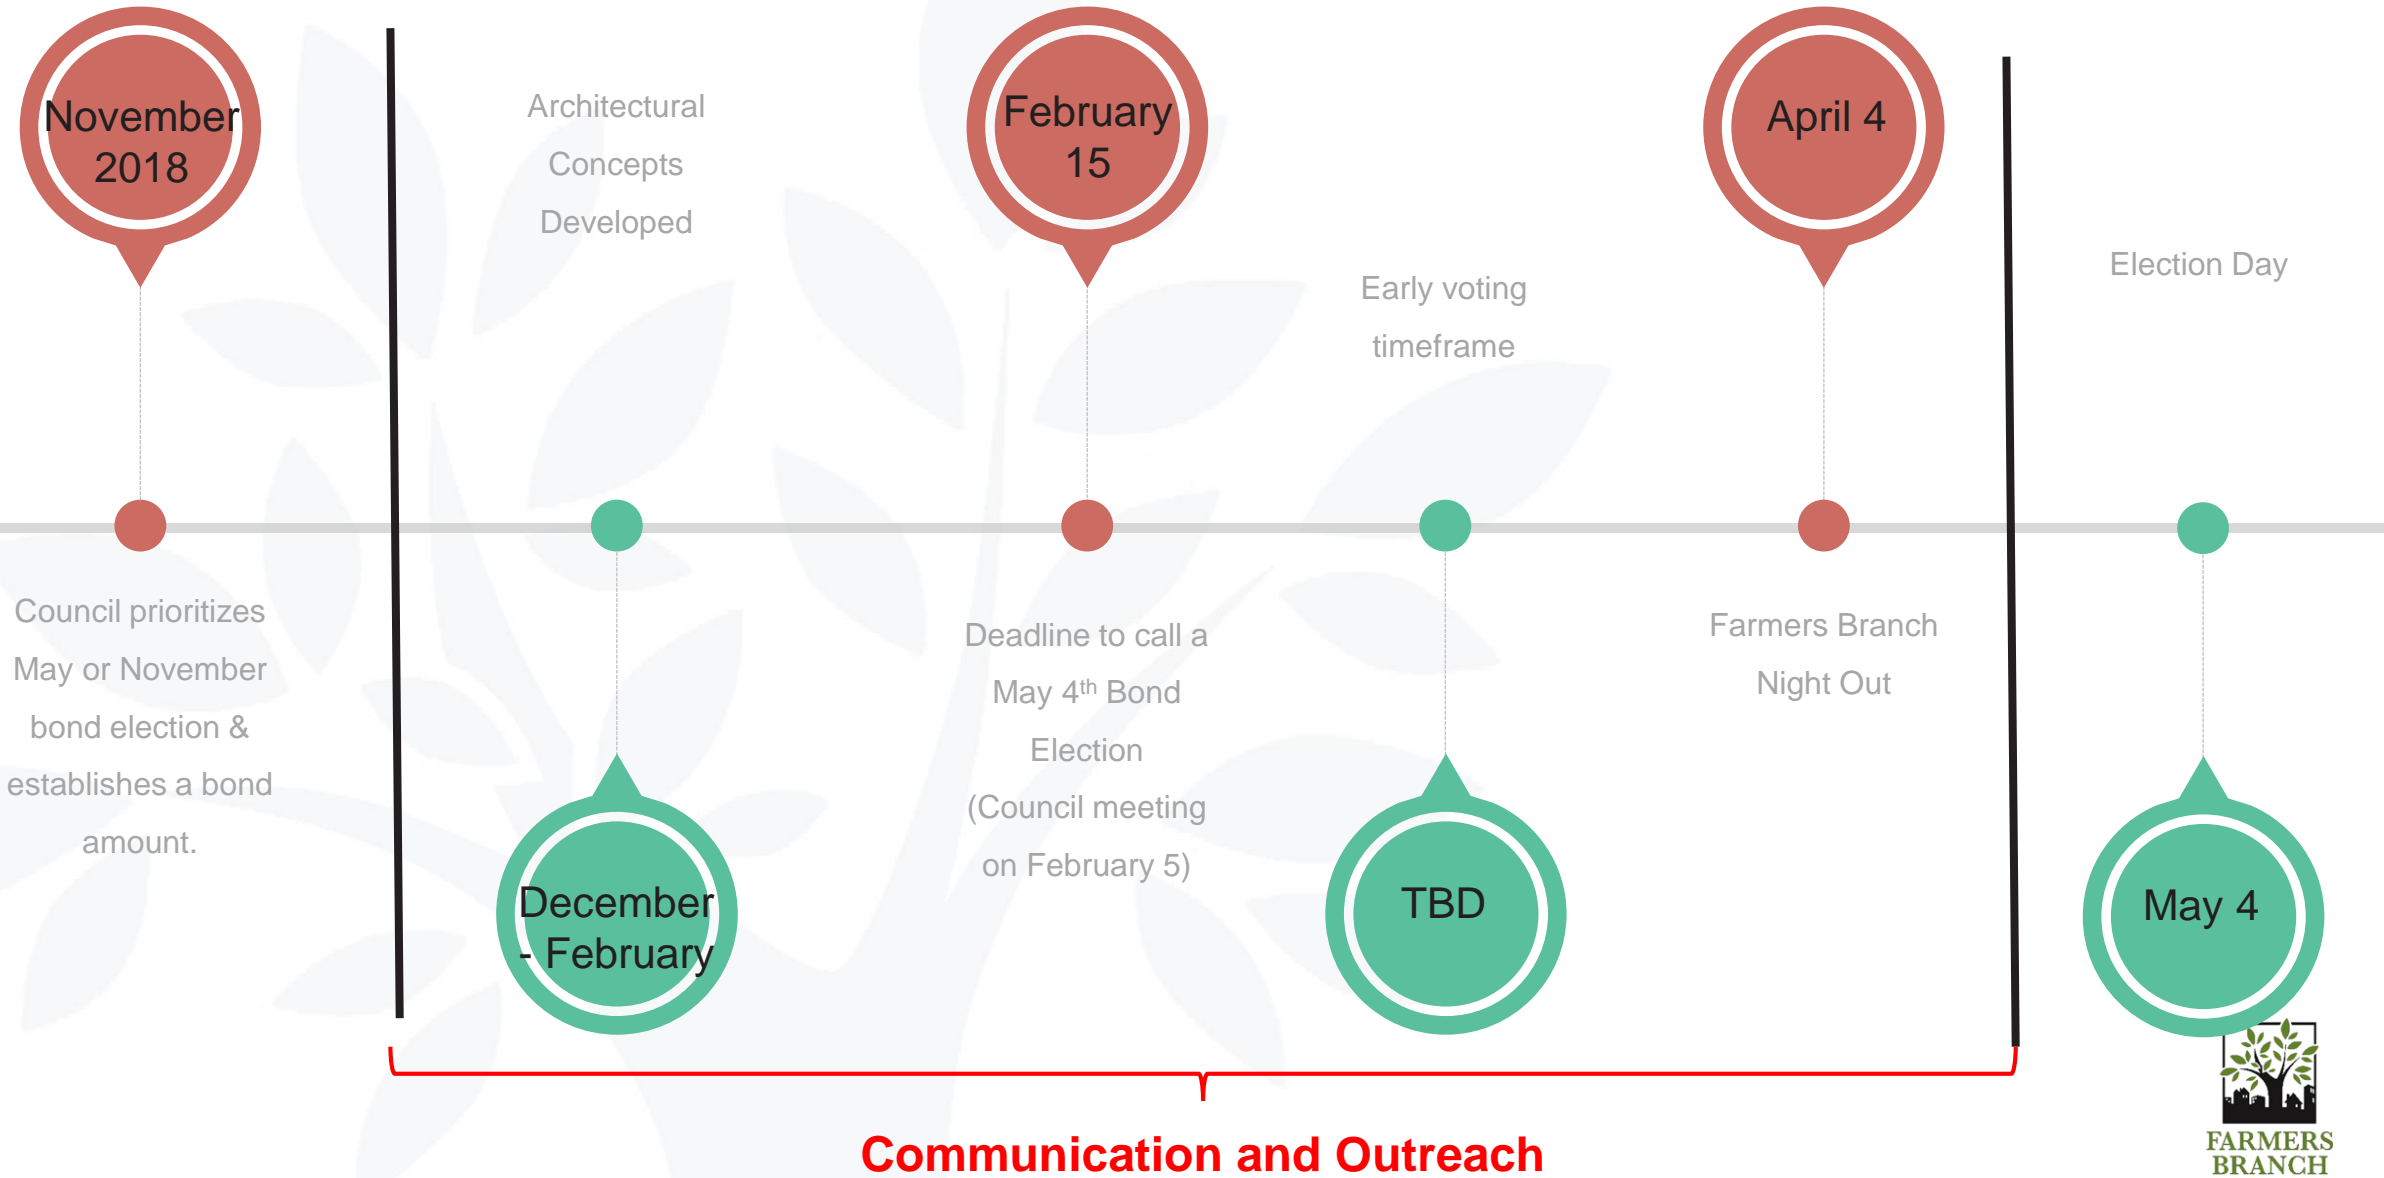 November
2018
Council prioritizes
May or November
bond election &
establishes a bond
amount.
Architectural
Concepts
Developed
December
- February
February
15
Deadline to call a
May 4th Bond
Election
(Council meeting
on February 5)
Early voting
timeframe
TBD
April 4
Farmers Branch
Night Out
Election Day
May 4
Communication and Outreach
FARMERS
BRANCH